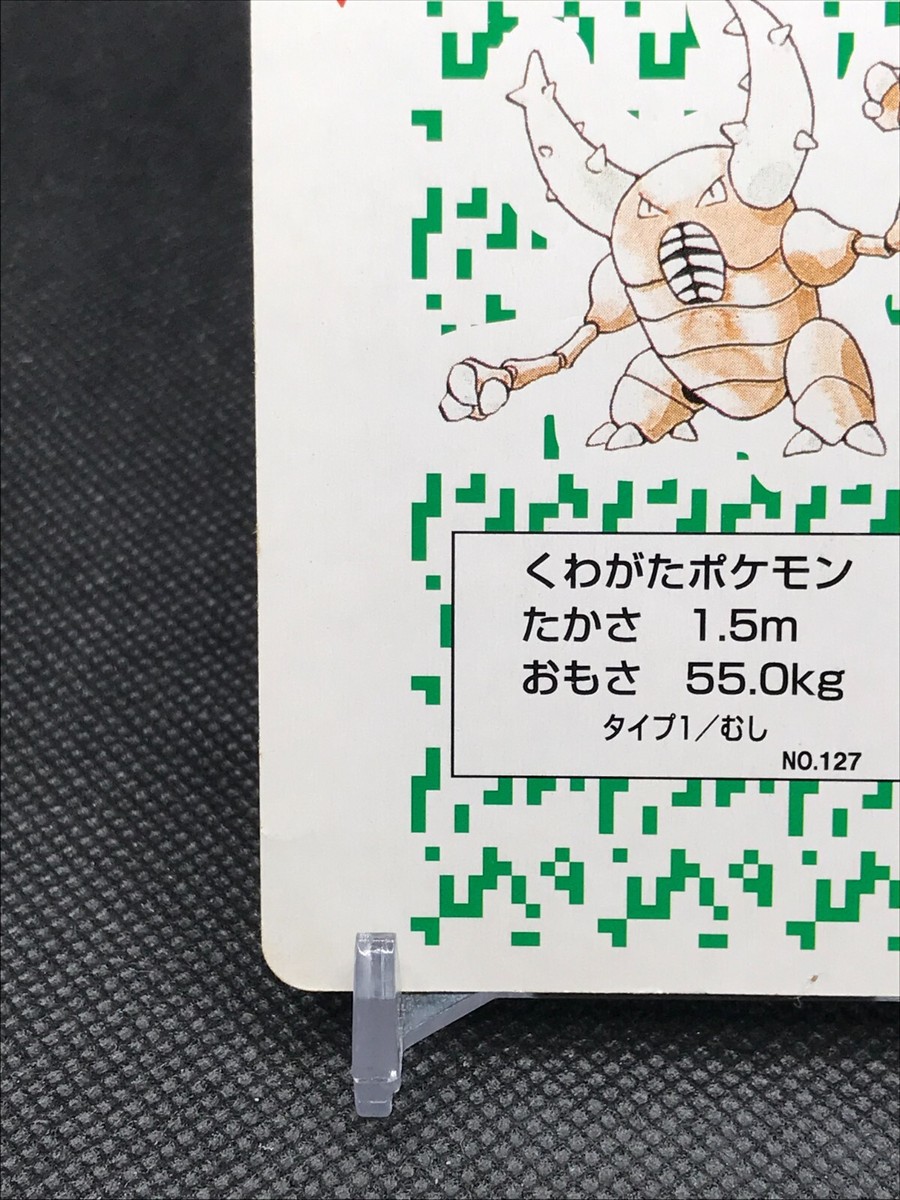 くわがたポケモン
たかさ 1.5m
おもさ 55.0kg
タイプ1／むし
NO.127